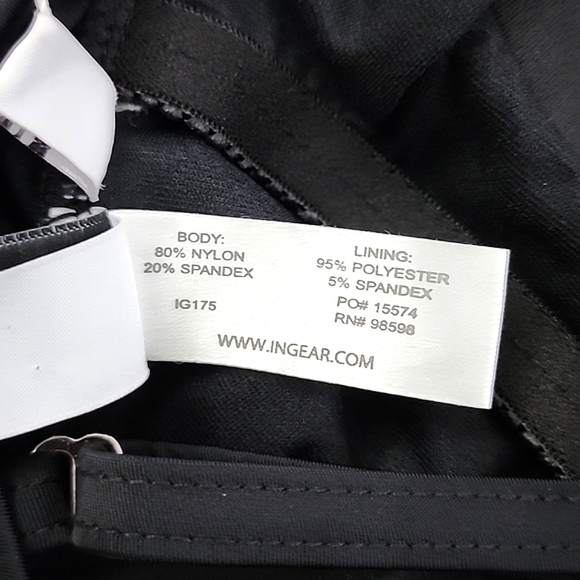 BODY:
80% NYLON
20% SPANDEX
IG175
LINING:
95% POLYESTER
5% SPANDEX
PO# 15574
RN# 98598
WWW.INGEAR.COM